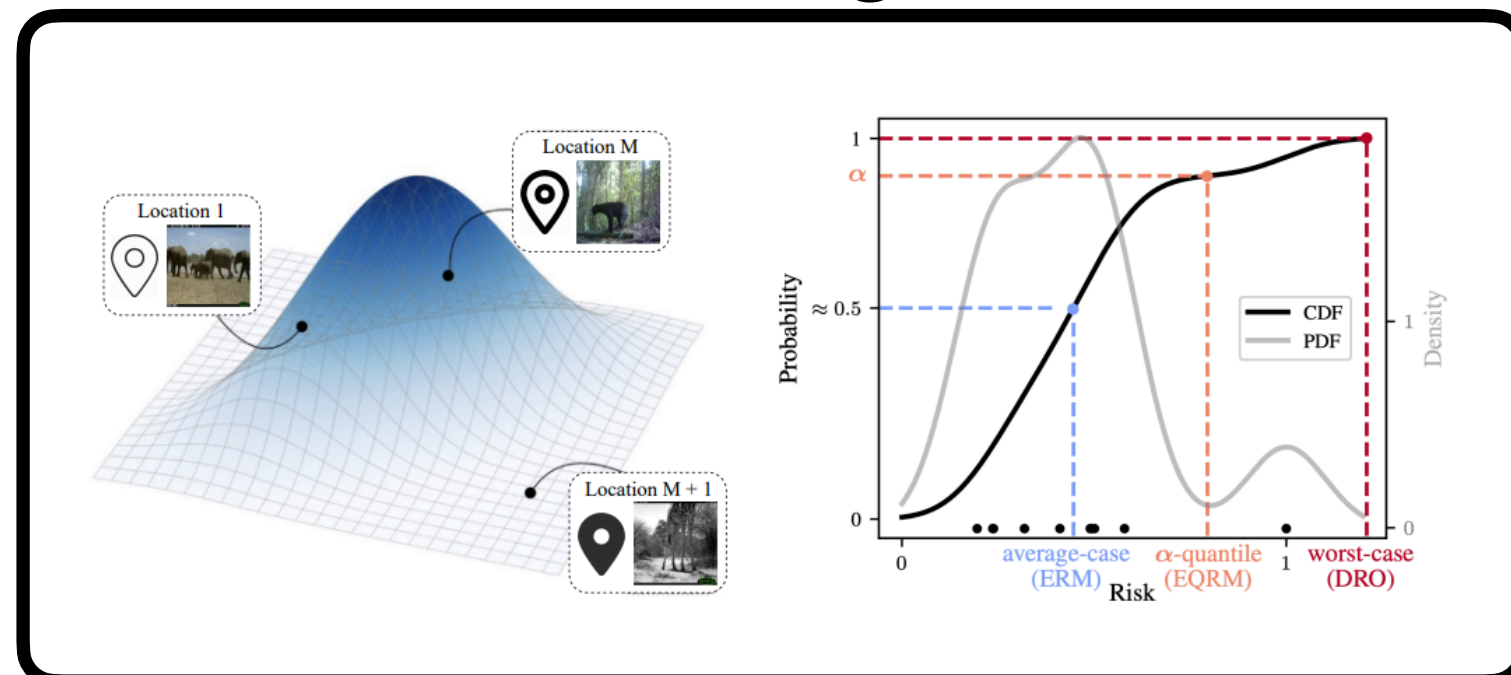 Location M
Location 1
Location M + 1
Probability
1
α
≈ 0.5
0
CDF
PDF
1
0
Density
0
average-case
(ERM)
α-quantile
(EQRM)
1
worst-case
(DRO)
Risk